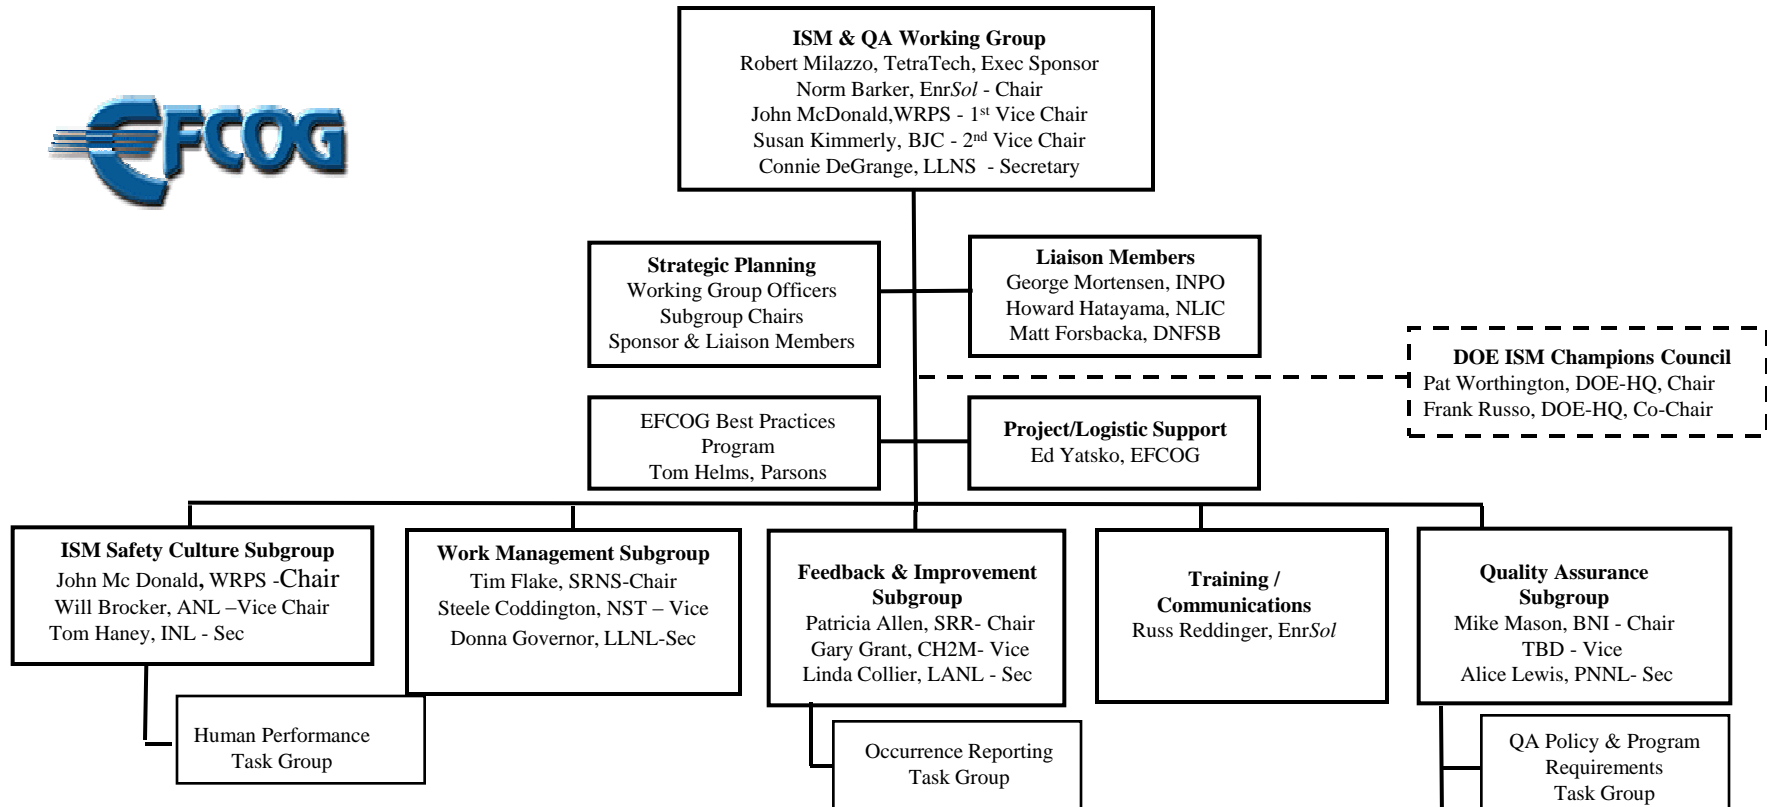 ISM & QA Working Group
Robert Milazzo, TetraTech, Exec Sponsor
Norm Barker, EnrSol - Chair
John McDonald,WRPS - 1st Vice Chair
Susan Kimmerly, BJC - 2nd Vice Chair
Connie DeGrange, LLNS - Secretary
EFCOG
Strategic Planning
Working Group Officers
Subgroup Chairs
Sponsor & Liaison Members
Liaison Members
George Mortensen, INPO
Howard Hatayama, NLIC
Matt Forsbacka, DNFSB
DOE ISM Champions Council
Pat Worthington, DOE-HQ, Chair
Frank Russo, DOE-HQ, Co-Chair
EFCOG Best Practices
Program
Tom Helms, Parsons
Project/Logistic Support
Ed Yatsko, EFCOG
ISM Safety Culture Subgroup
John Mc Donald, WRPS -Chair
Will Brocker, ANL –Vice Chair
Tom Haney, INL - Sec
Work Management Subgroup
Tim Flake, SRNS-Chair
Steele Coddington, NST – Vice
Donna Governor, LLNL-Sec
Feedback & Improvement
Subgroup
Patricia Allen, SRR- Chair
Gary Grant, CH2M- Vice
Linda Collier, LANL - Sec
Training /
Communications
Russ Reddinger, EnrSol
Quality Assurance
Subgroup
Mike Mason, BNI - Chair
TBD - Vice
Alice Lewis, PNNL- Sec
Human Performance
Task Group
Occurrence Reporting
Task Group
QA Policy & Program
Requirements
Task Group